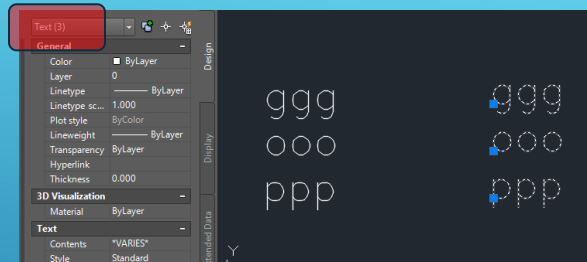 Text (3)
General
Color ByLayer
Layer 0
Linetype ByLayer
Linetype sc... 1.000
Plot style ByColor
Lineweight ByLayer
Transparency ByLayer
Hyperlink
Thickness 0.000
3D Visualization
Material ByLayer
Text
Contents *VARIES*
Style Standard
Design
Display
tended Data
ggg ggg
ooo ooo
ppp ppp
Y